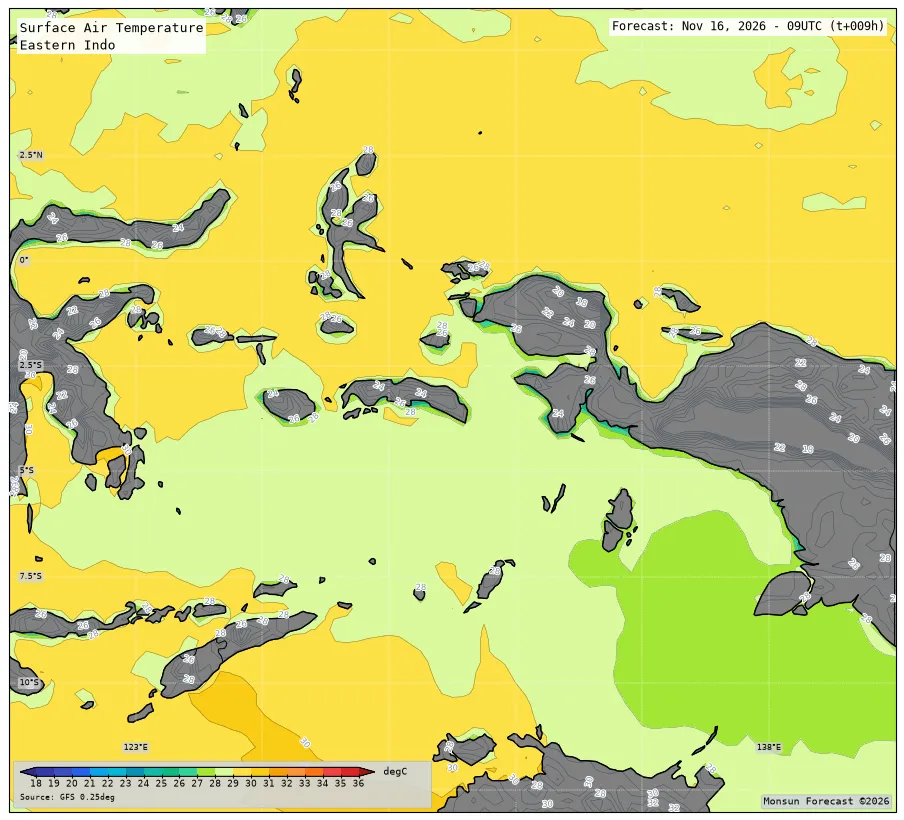 Surface Air Temperature
Eastern Indo
Forecast: Nov 16, 2026 - 09UTC (t+009h)
2.5°N
0°
2.5°S
5°S
7.5°S
10°S
123°E
138°E
degC
18 19 20 21 22 23 24 25 26 27 28 29 30 31 32 33 34 35 36
Source: GFS 0.25deg
Monsun Forecast ©2026